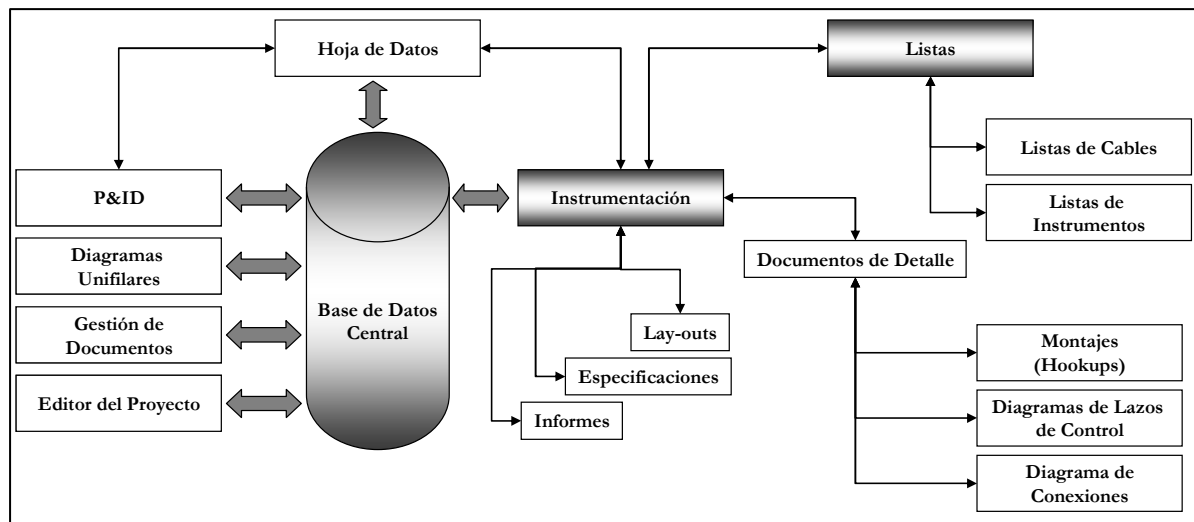 Hoja de Datos
Listas
Listas de Cables
P&ID
Instrumentación
Listas de
Instrumentos
Diagramas
Unifilares
Documentos de Detalle
Base de Datos
Central
Gestión de
Documentos
Lay-outs
Montajes
(Hookups)
Especificaciones
Editor del Proyecto
Informes
Diagramas de Lazos
de Control
Diagrama de
Conexiones